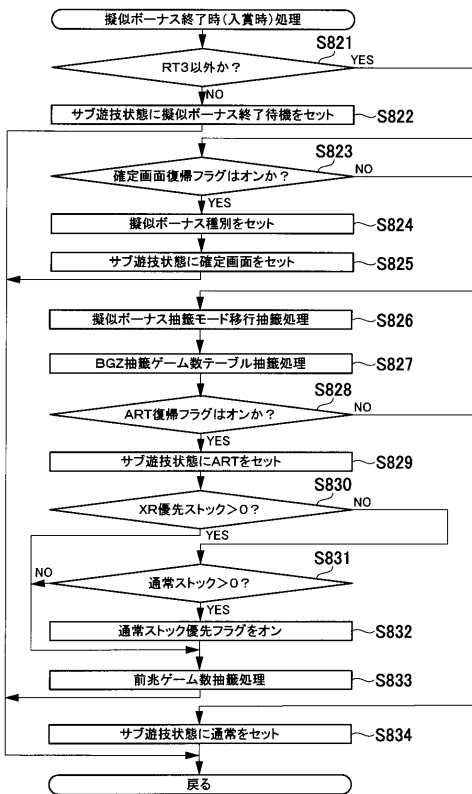 擬似ボーナス終了時(入賞時)処理
S821
RT3以外か?
YES
NO
サブ遊技状態に擬似ボーナス終了待機をセット
S822
S823
確定画面復帰フラグはオンか?
NO
YES
擬似ボーナス種別をセット
S824
サブ遊技状態に確定画面をセット
S825
擬似ボーナス抽籤モード移行抽籤処理
S826
BGZ抽籤ゲーム数テーブル抽籤処理
S827
S828
ART復帰フラグはオンか?
NO
YES
サブ遊技状態にARTをセット
S829
S830
XR優先ストック>0?
NO
YES
S831
NO
通常ストック>0?
YES
通常ストック優先フラグをオン
S832
前兆ゲーム数抽籤処理
S833
サブ遊技状態に通常をセット
S834
戻る